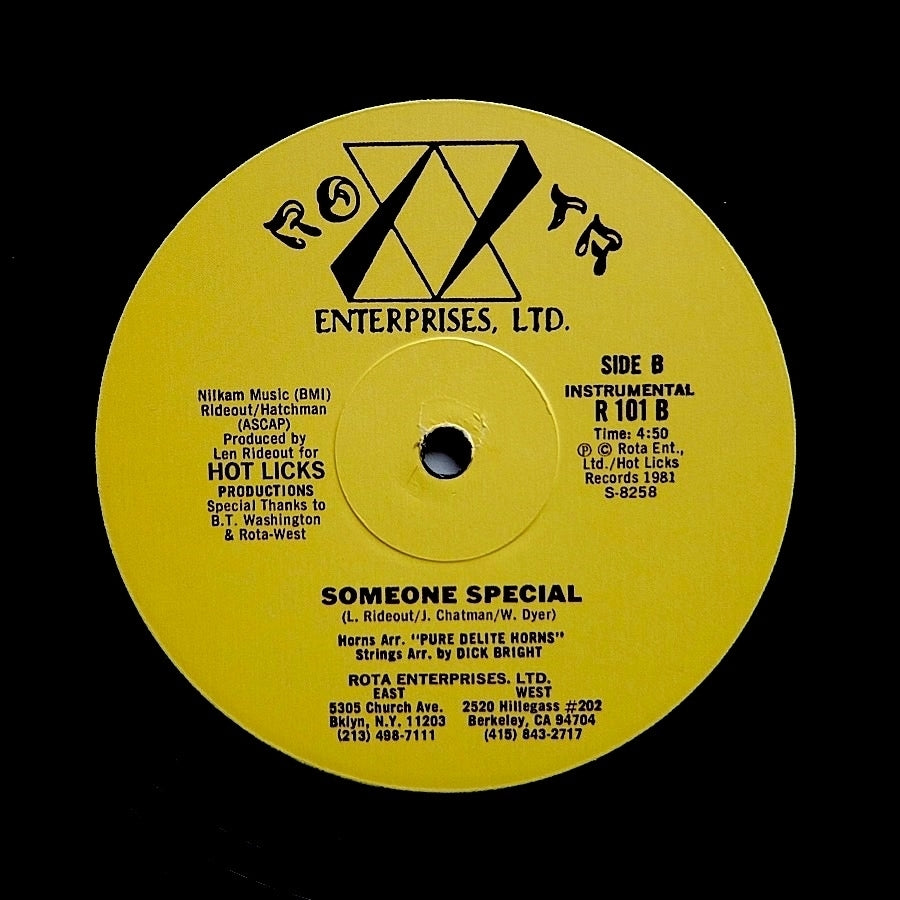 ROTA
ENTERPRISES, LTD.
Nilkam Music (BMI)
Rideout/Hatchman
(ASCAP)
Produced by
Len Rideout for
HOT LICKS
PRODUCTIONS
Special Thanks to
B.T. Washington
& Rota-West
SIDE B
INSTRUMENTAL
R 101 B
Time: 4:50
℗ © Rota Ent.,
Ltd./Hot Licks
Records 1981
S-8258
SOMEONE SPECIAL
(L. Rideout/J. Chatman/W. Dyer)
Horns Arr. "PURE DELITE HORNS"
Strings Arr. by DICK BRIGHT
ROTA ENTERPRISES. LTD.
EAST
5305 Church Ave.
Bklyn, N.Y. 11203
(213) 498-7111
WEST
2520 Hillegass #202
Berkeley, CA 94704
(415) 843-2717